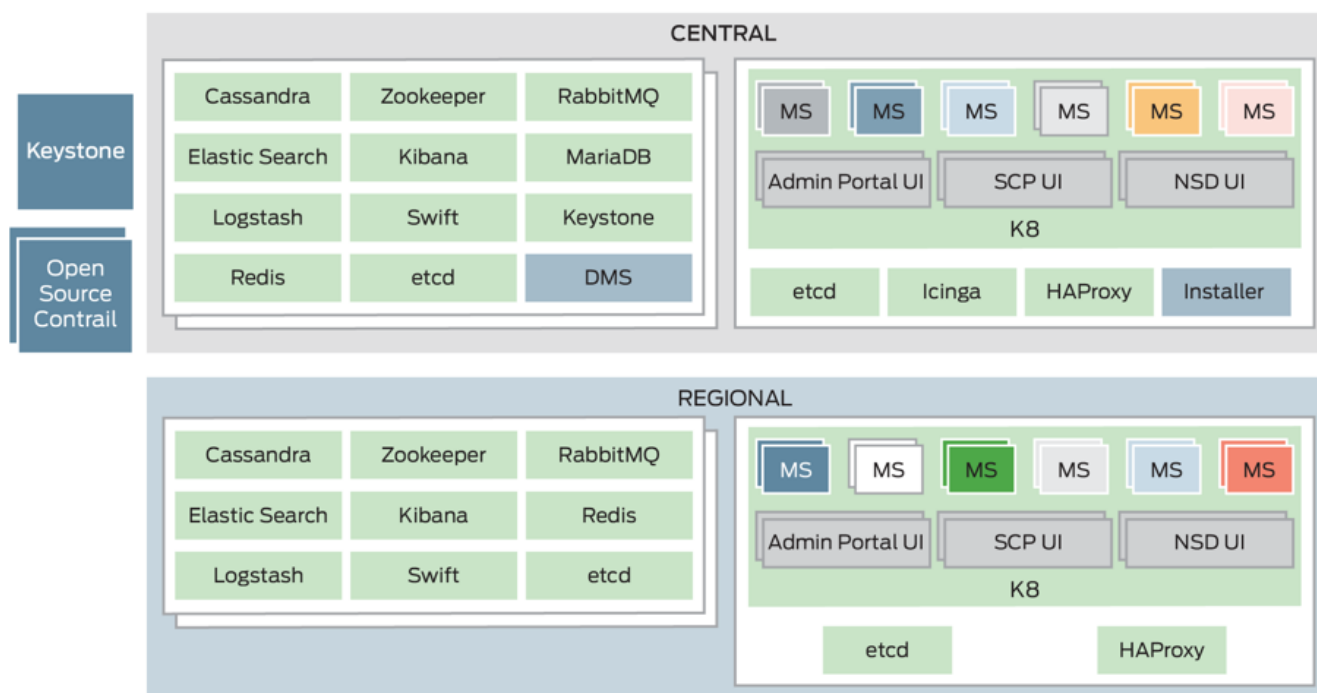 CENTRAL
Keystone
Open
Source
Contrail
Cassandra Zookeeper RabbitMQ
Elastic Search Kibana MariaDB
Logstash Swift Keystone
Redis etcd DMS
MS MS MS MS MS MS
Admin Portal UI SCP UI NSD UI
K8
etcd Icinga HAProxy Installer
REGIONAL
Cassandra Zookeeper RabbitMQ
Elastic Search Kibana Redis
Logstash Swift etcd
MS MS MS MS MS MS
Admin Portal UI SCP UI NSD UI
K8
etcd HAProxy